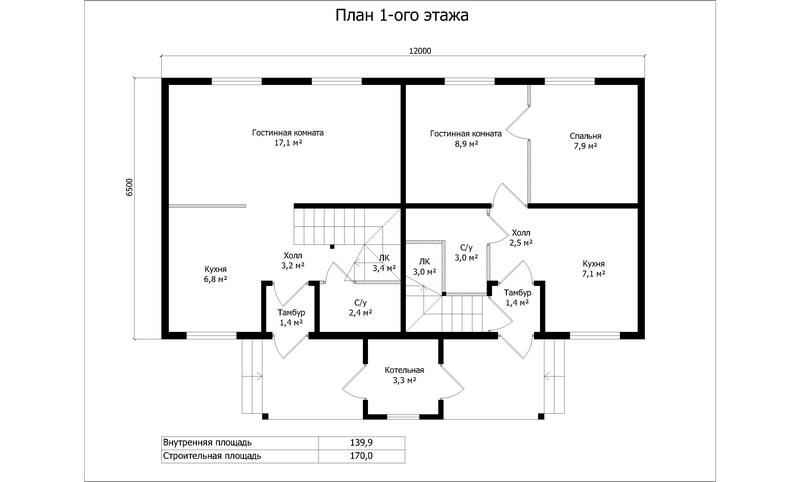 План 1-ого этажа
12000
6500
Гостинная комната
17,1 м²
Гостинная комната
8,9 м²
Спальня
7,9 м²
Кухня
6,8 м²
Холл
3,2 м²
ЛК
3,4 м²
С/у
2,4 м²
Тамбур
1,4 м²
ЛК
3,0 м²
С/у
3,0 м²
Холл
2,5 м²
Кухня
7,1 м²
Тамбур
1,4 м²
Котельная
3,3 м²
Внутренняя площадь 139,9
Строительная площадь 170,0